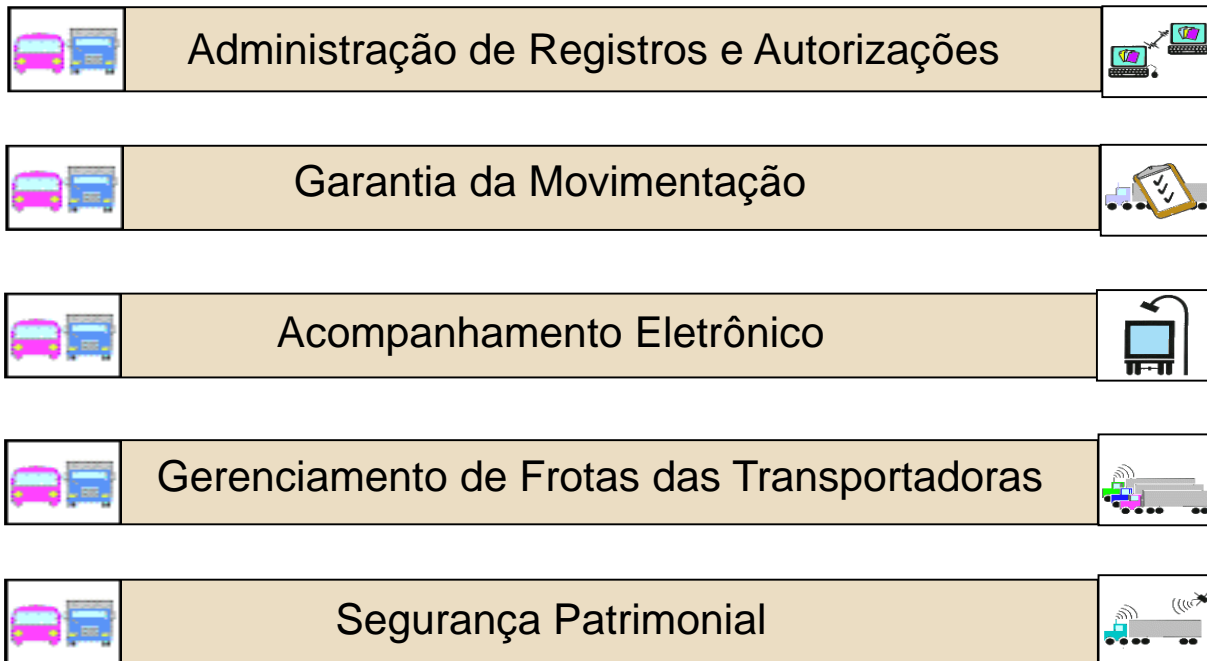 Administração de Registros e Autorizações
Garantia da Movimentação
Acompanhamento Eletrônico
Gerenciamento de Frotas das Transportadoras
Segurança Patrimonial